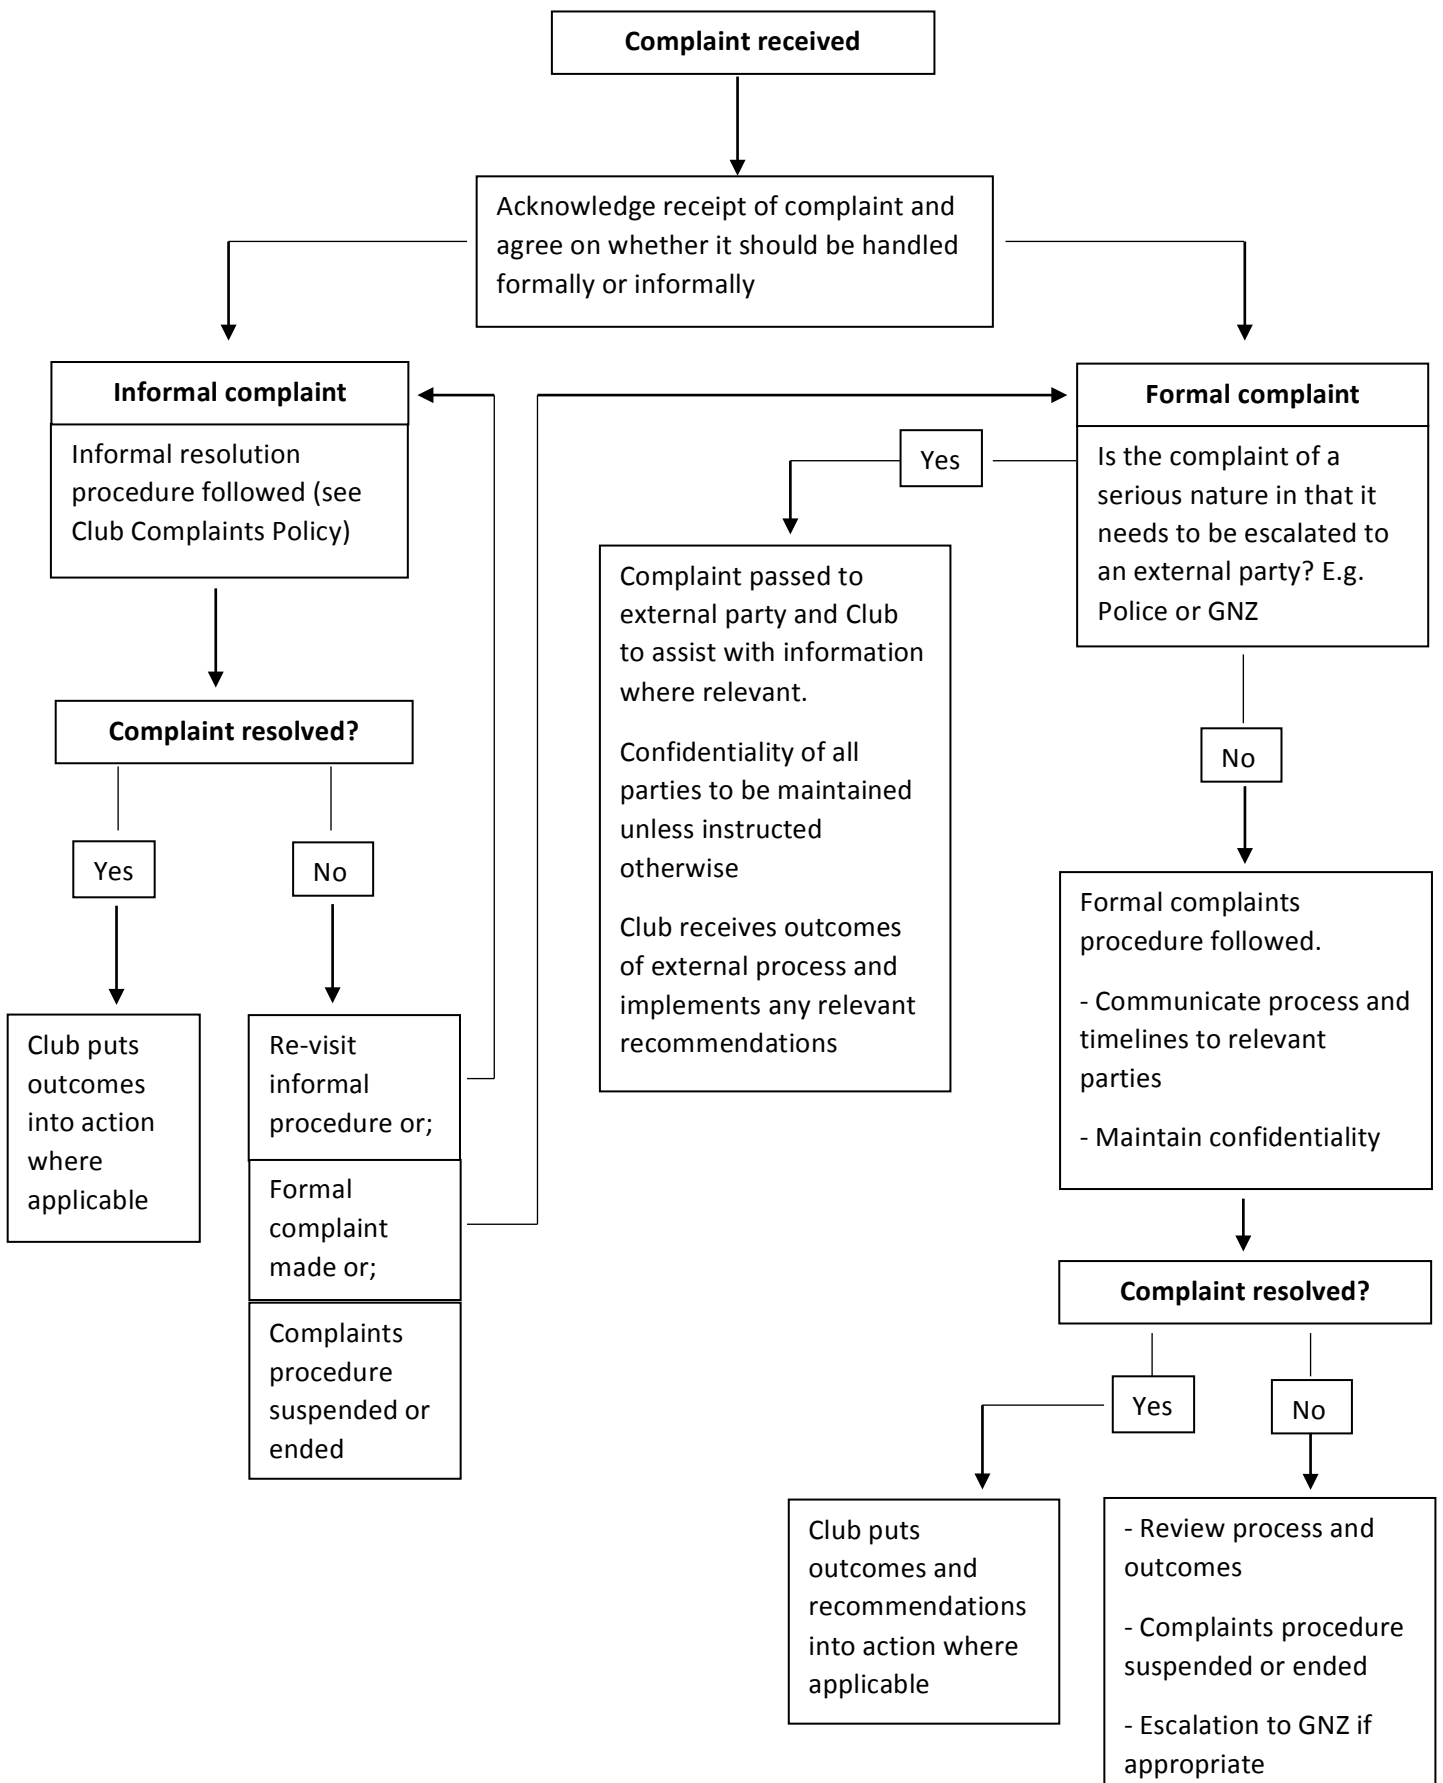 Complaint received
Acknowledge receipt of complaint and
agree on whether it should be handled
formally or informally
Informal complaint
Informal resolution
procedure followed (see
Club Complaints Policy)
Complaint resolved?
Yes
No
Club puts
outcomes
into action
where
applicable
Re-visit
informal
procedure or;
Formal
complaint
made or;
Complaints
procedure
suspended or
ended
Formal complaint
Is the complaint of a
serious nature in that it
needs to be escalated to
an external party? E.g.
Police or GNZ
Yes
Complaint passed to
external party and Club
to assist with information
where relevant.
Confidentiality of all
parties to be maintained
unless instructed
otherwise
Club receives outcomes
of external process and
implements any relevant
recommendations
No
Formal complaints
procedure followed.
- Communicate process and
timelines to relevant
parties
- Maintain confidentiality
Complaint resolved?
Yes
No
Club puts
outcomes and
recommendations
into action where
applicable
- Review process and
outcomes
- Complaints procedure
suspended or ended
- Escalation to GNZ if
appropriate